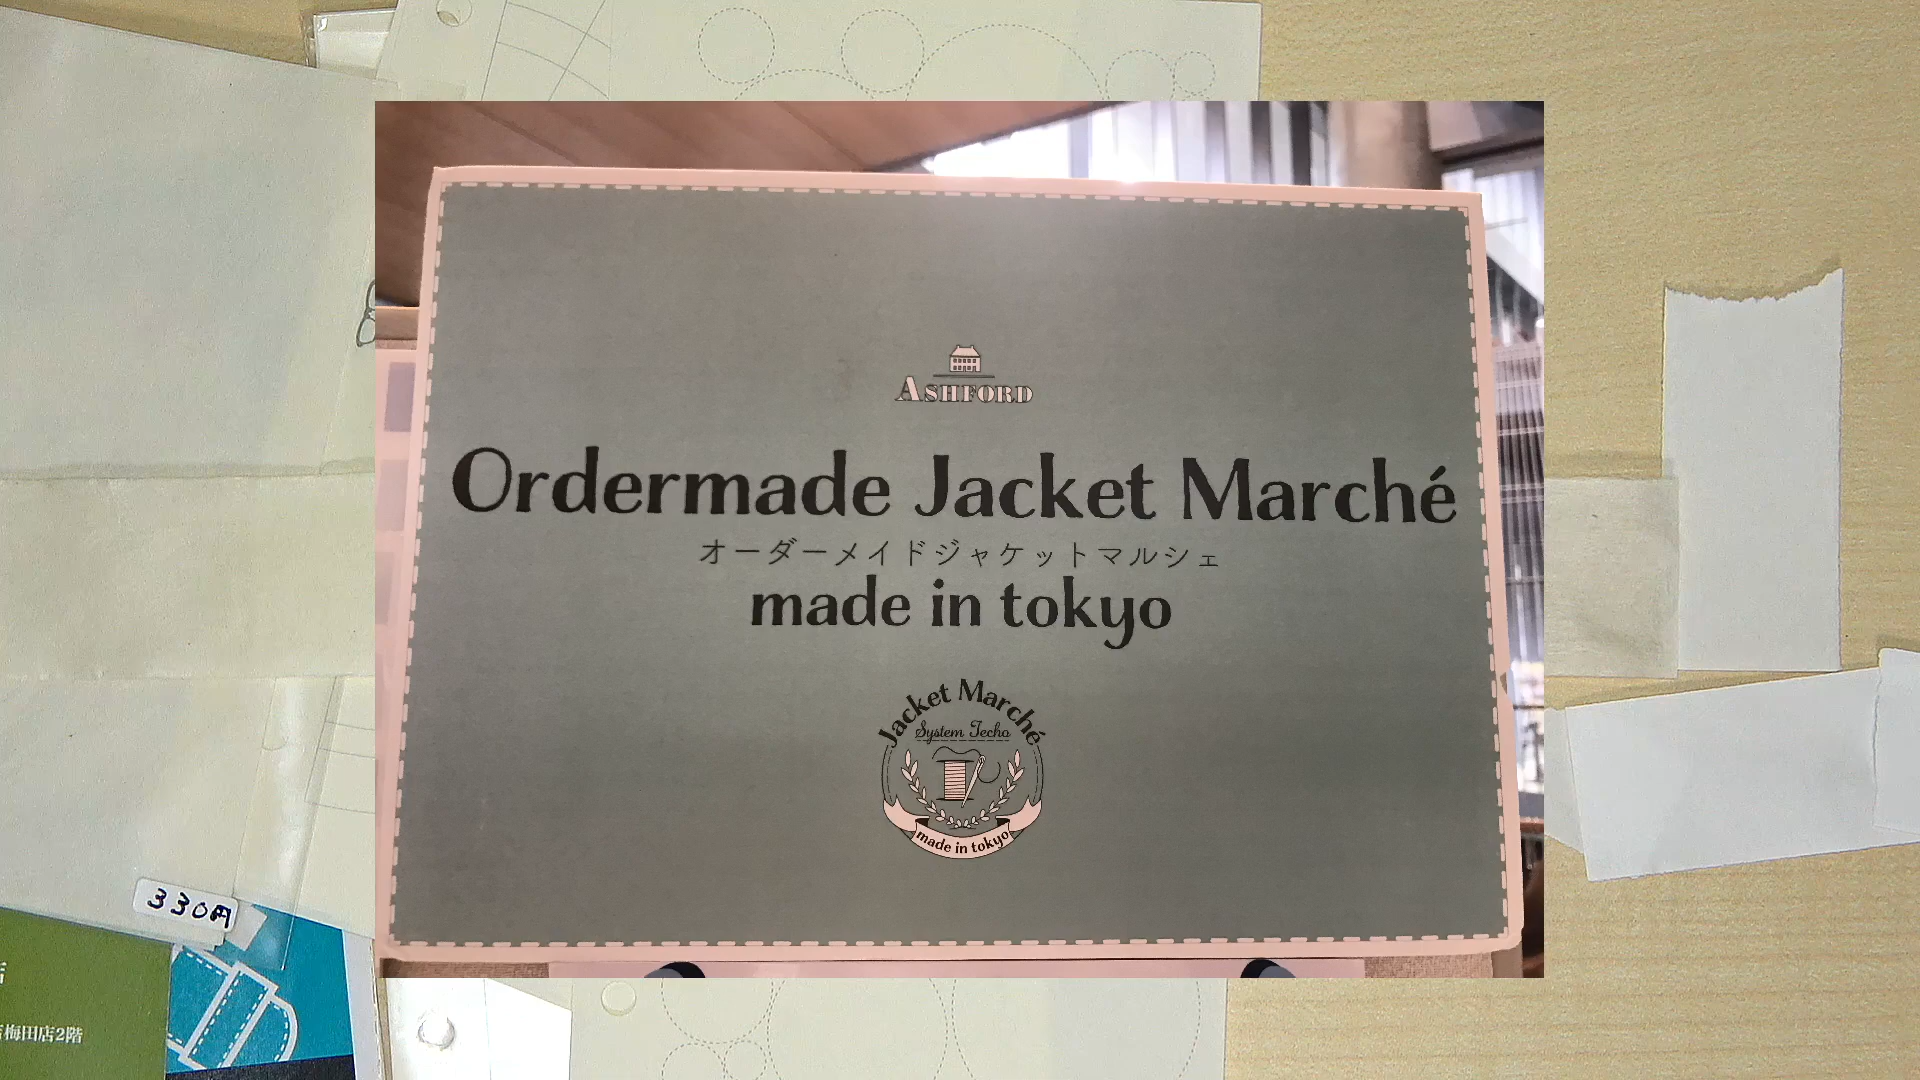 ASHFORD
Ordermade Jacket Marché
オーダーメイドジャケットマルシェ
made in tokyo
Jacket Marché
System Techo
made in tokyo
330円
店
梅田店2階